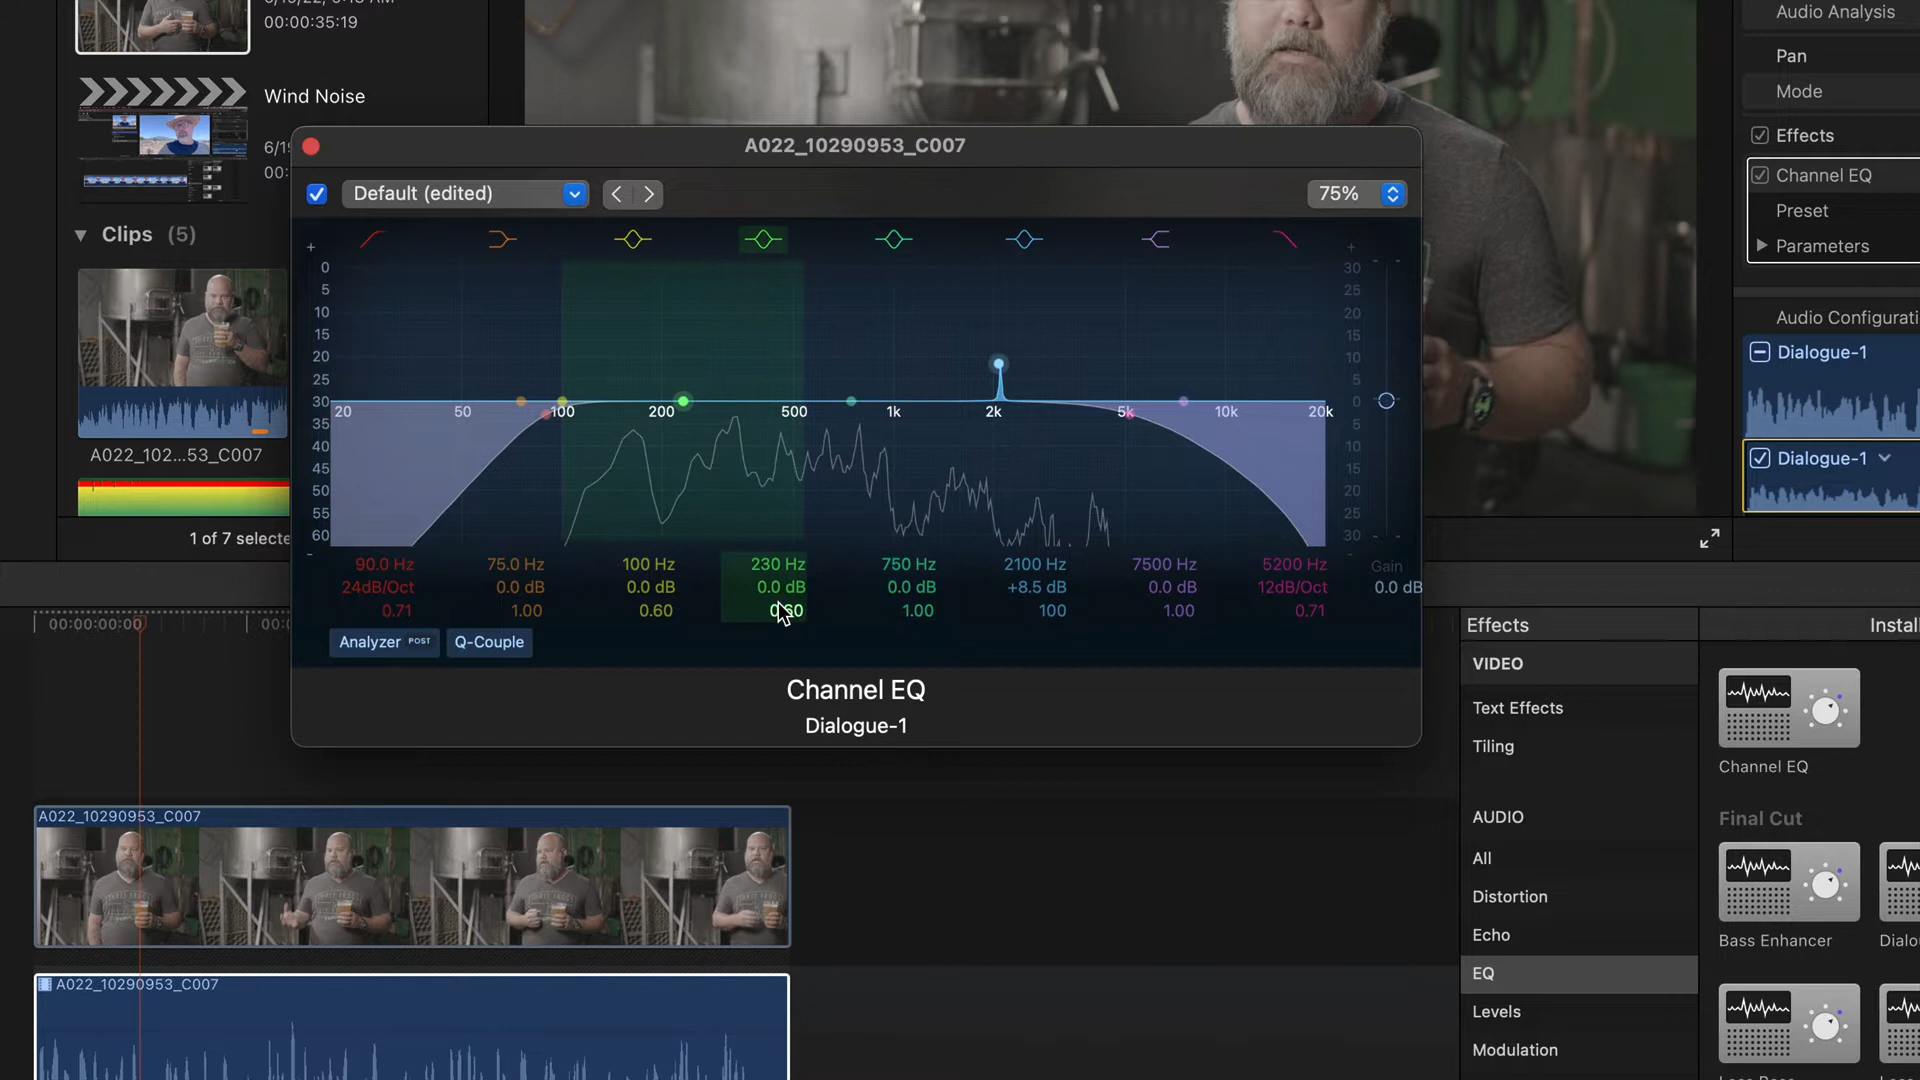 00:00:35:19
Wind Noise
Clips (5)
A022_102...53_C007
1 of 7 selecte
A022_10290953_C007
Default (edited)
75%
+
+
0
5
10
15
20
25
30
35
40
45
50
55
60
-
30
25
20
15
10
5
0
5
10
15
20
25
30
-
20
50
100
200
500
1k
2k
5k
10k
20k
90.0 Hz
75.0 Hz
100 Hz
230 Hz
750 Hz
2100 Hz
7500 Hz
5200 Hz
Gain
24dB/Oct
0.0 dB
0.0 dB
0.0 dB
0.0 dB
+8.5 dB
0.0 dB
12dB/Oct
0.0 dB
0.71
1.00
0.60
0.60
1.00
100
1.00
0.71
Analyzer POST
Q-Couple
Channel EQ
Dialogue-1
Audio Analysis
Pan
Mode
Effects
Channel EQ
Preset
Parameters
Audio Configurati
Dialogue-1
Dialogue-1
00:00:00:00
A022_10290953_C007
A022_10290953_C007
Effects
VIDEO
Text Effects
Tiling
AUDIO
All
Distortion
Echo
EQ
Levels
Modulation
Install
Channel EQ
Final Cut
Bass Enhancer
Dialo